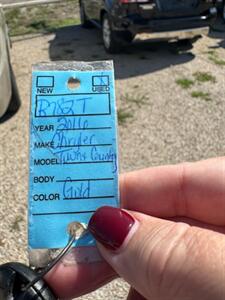 NEW USED
B782T
YEAR 2016
MAKE Chrysler
MODEL Town & Country
BODY
COLOR Gold